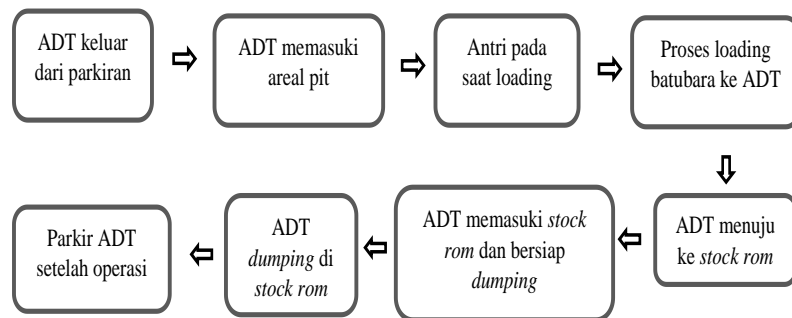 ADT keluar
dari parkiran
ADT memasuki
areal pit
Antri pada
saat loading
Proses loading
batubara ke ADT
ADT menuju
ke stock rom
ADT memasuki stock
rom dan bersiap
dumping
ADT
dumping di
stock rom
Parkir ADT
setelah operasi